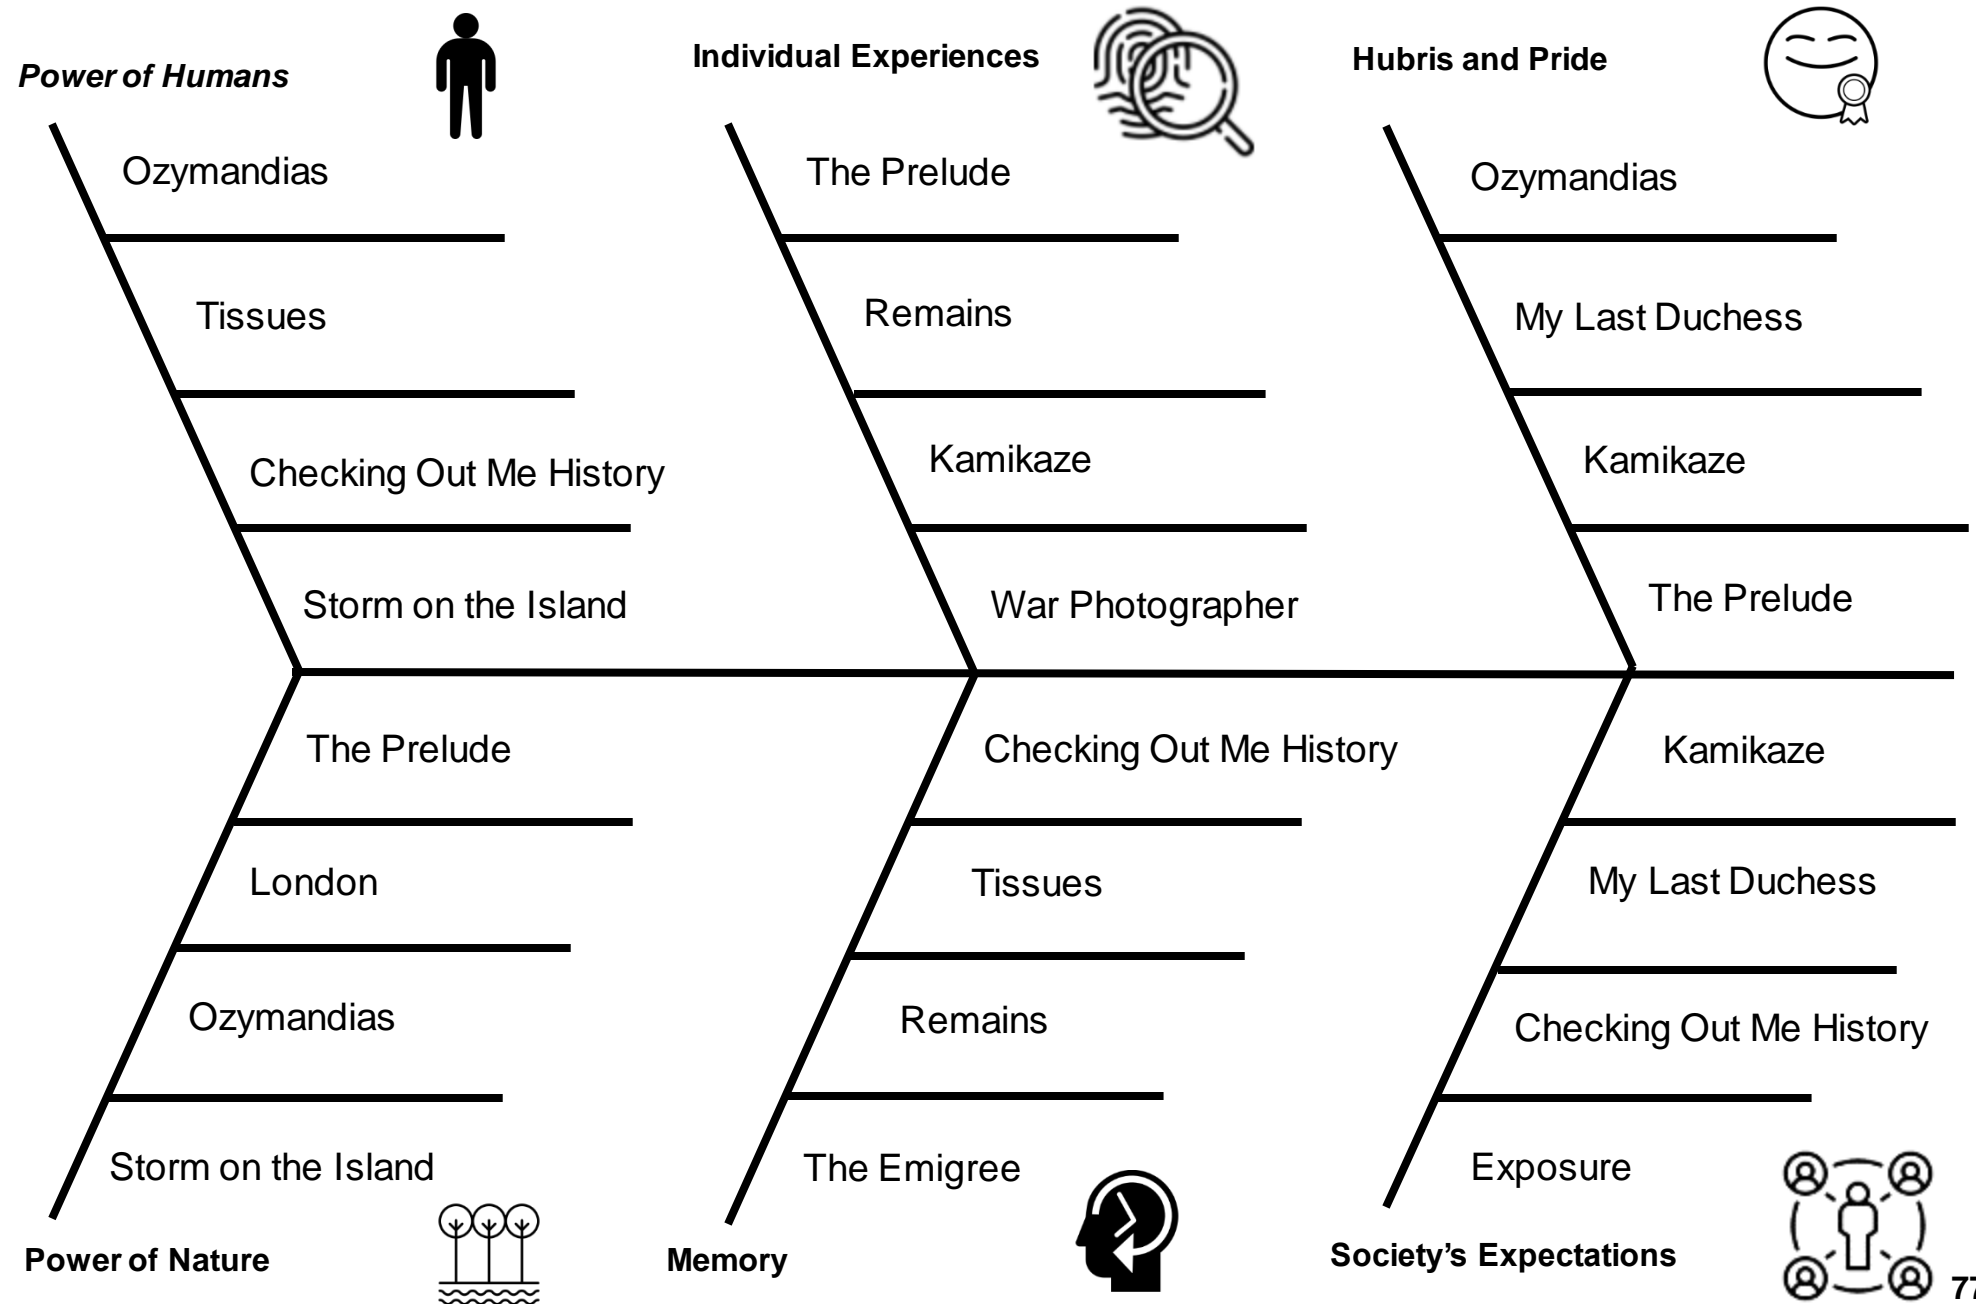 Power of Humans
Ozymandias
Tissues
Checking Out Me History
Storm on the Island
Individual Experiences
The Prelude
Remains
Kamikaze
War Photographer
Hubris and Pride
Ozymandias
My Last Duchess
Kamikaze
The Prelude
The Prelude
London
Ozymandias
Storm on the Island
Power of Nature
Checking Out Me History
Tissues
Remains
The Emigree
Memory
Kamikaze
My Last Duchess
Checking Out Me History
Exposure
Society’s Expectations
77